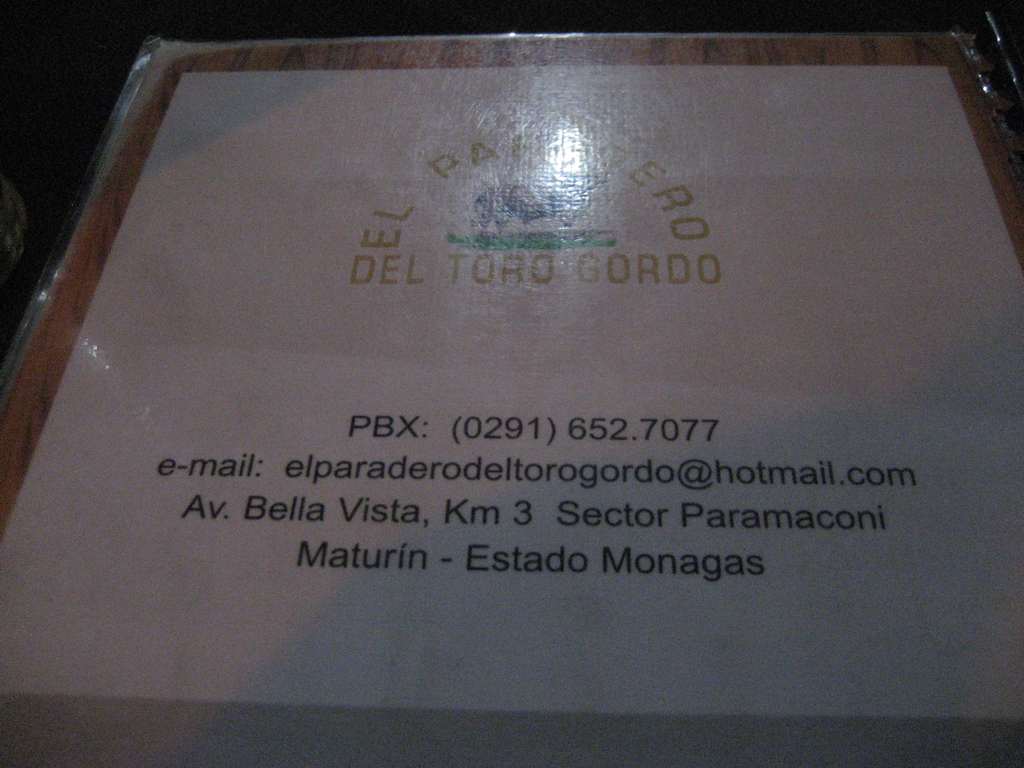 EL PARADERO
DEL TORO GORDO
PBX: (0291) 652.7077
e-mail: elparaderodeltorogordo@hotmail.com
Av. Bella Vista, Km 3 Sector Paramaconi
Maturín - Estado Monagas